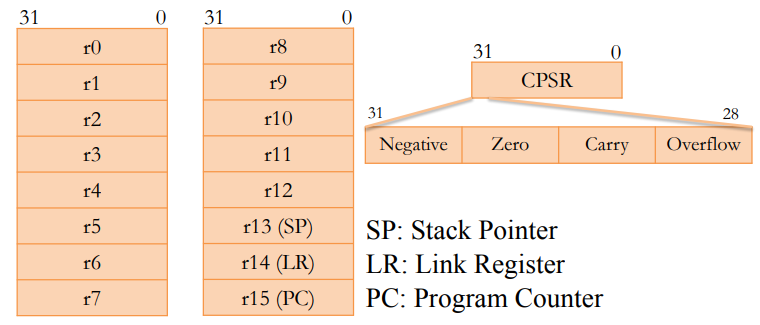 31 0
r0
r1
r2
r3
r4
r5
r6
r7
31 0
r8
r9
r10
r11
r12
r13 (SP)
r14 (LR)
r15 (PC)
31 0
CPSR
31 28
Negative Zero Carry Overflow
SP: Stack Pointer
LR: Link Register
PC: Program Counter